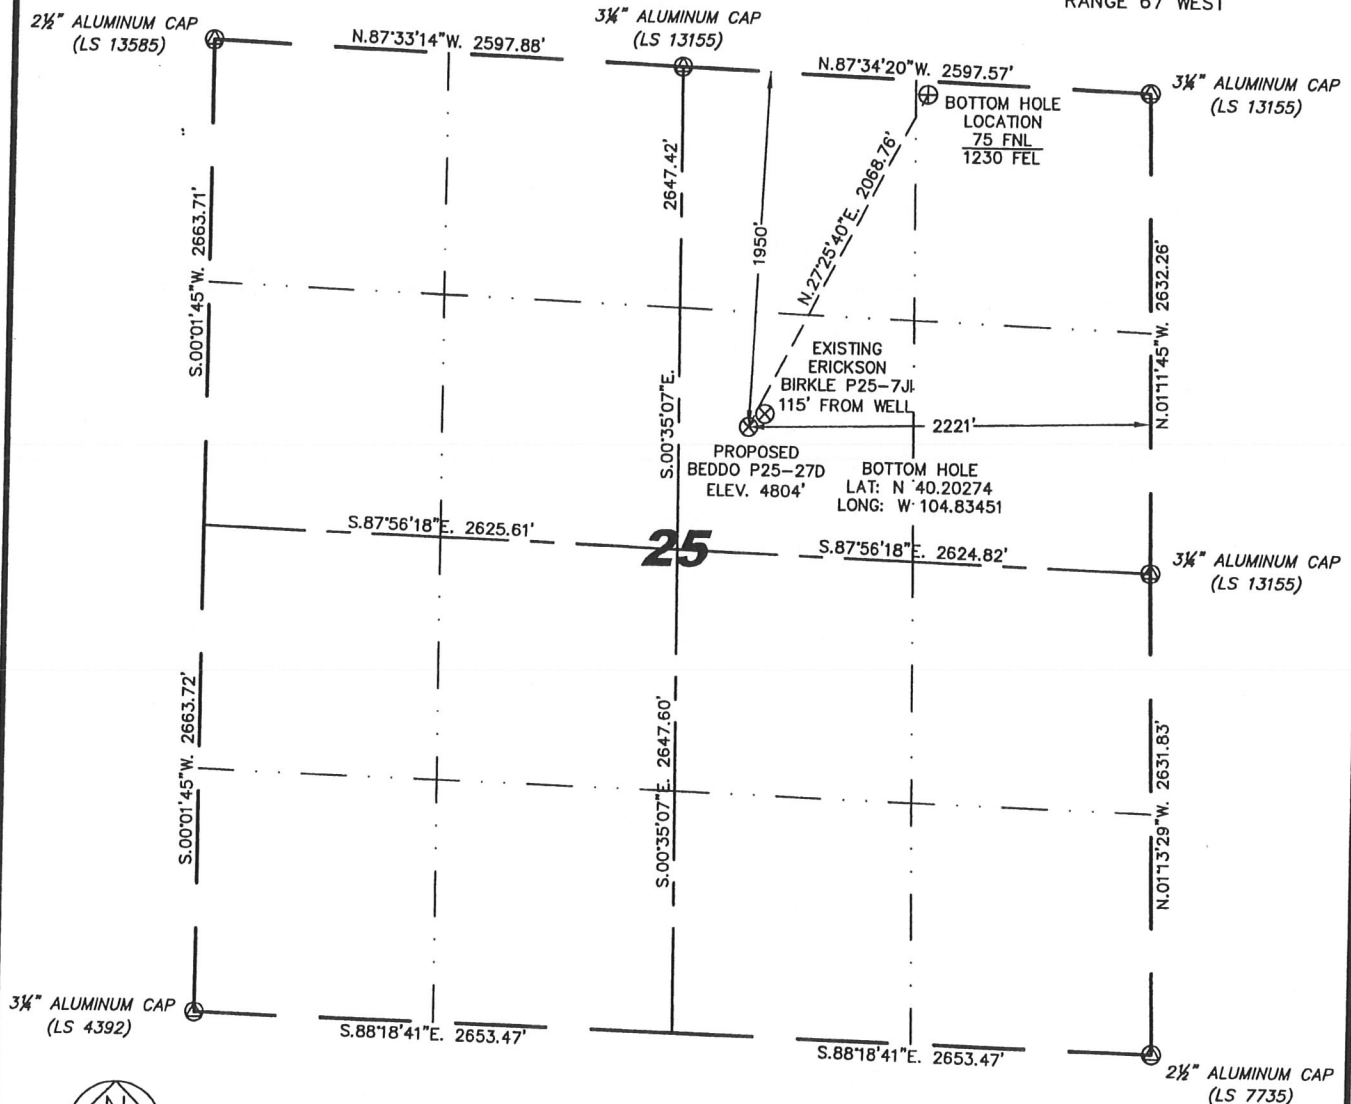 RANGE 67 WEST
2½" ALUMINUM CAP
(LS 13585)
3¼" ALUMINUM CAP
(LS 13155)
N.87°33'14"W. 2597.88'
N.87°34'20"W. 2597.57'
3¼" ALUMINUM CAP
(LS 13155)
BOTTOM HOLE
LOCATION
75 FNL
1230 FEL
S.00°01'45"W. 2663.71'
2647.42'
S.00°35'07"E.
1950'
N.27°25'40"E. 2068.76'
N.01°11'45"W. 2632.26'
EXISTING
ERICKSON
BIRKLE P25-7JI
115' FROM WELL
2221'
PROPOSED
BEDDO P25-27D
ELEV. 4804'
BOTTOM HOLE
LAT: N 40.20274
LONG: W 104.83451
S.87°56'18"E. 2625.61'
25
S.87°56'18"E. 2624.82'
3¼" ALUMINUM CAP
(LS 13155)
S.00°01'45"W. 2663.72'
S.00°35'07"E. 2647.60'
N.01°13'29"W. 2631.83'
3¼" ALUMINUM CAP
(LS 4392)
S.88°18'41"E. 2653.47'
S.88°18'41"E. 2653.47'
2½" ALUMINUM CAP
(LS 7735)
N